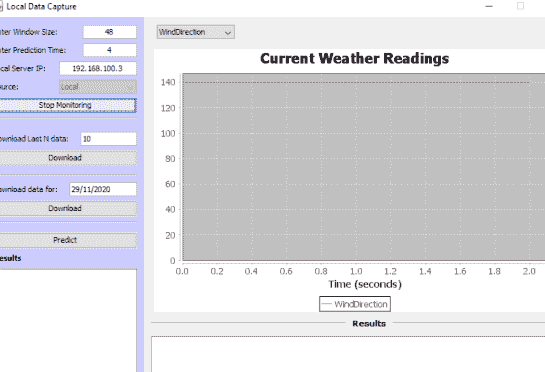 Local Data Capture
nter Window Size: 48
nter Prediction Time: 4
cal Server IP: 192.168.100.3
ource: Local
Stop Monitoring
ownload Last N data: 10
Download
ownload data for: 29/11/2020
Download
Predict
esults
WindDirection
Current Weather Readings
140
120
100
80
60
40
20
0
0.0 0.2 0.4 0.6 0.8 1.0 1.2 1.4 1.6 1.8 2.0
Time (seconds)
WindDirection
Results